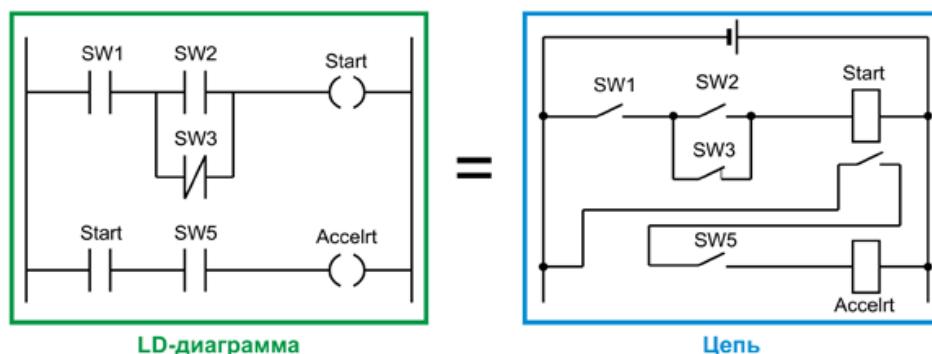 SW1 SW2 Start
SW3
Start SW5 Accelrt
LD-диаграмма
=
SW1 SW2 Start
SW3
SW5
Accelrt
Цепь